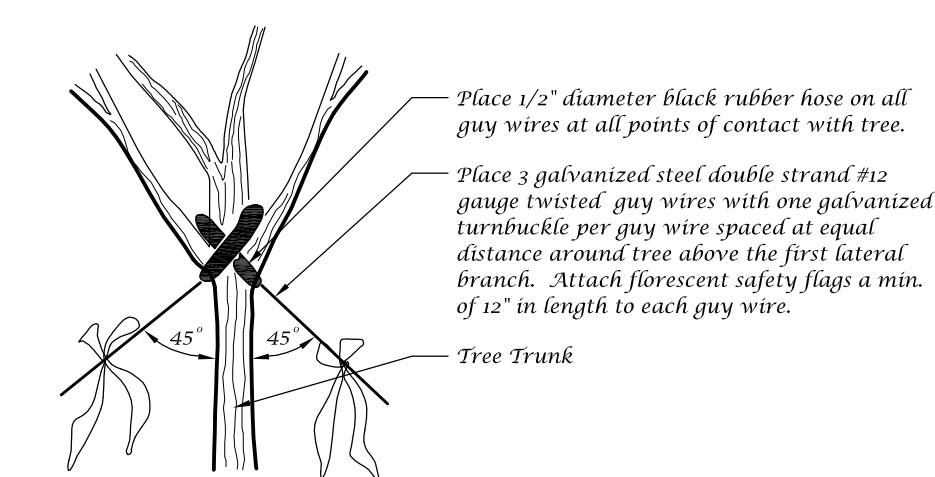 Place 1/2" diameter black rubber hose on all
guy wires at all points of contact with tree.
Place 3 galvanized steel double strand #12
gauge twisted guy wires with one galvanized
turnbuckle per guy wire spaced at equal
distance around tree above the first lateral
branch. Attach florescent safety flags a min.
of 12" in length to each guy wire.
45° 45°
Tree Trunk